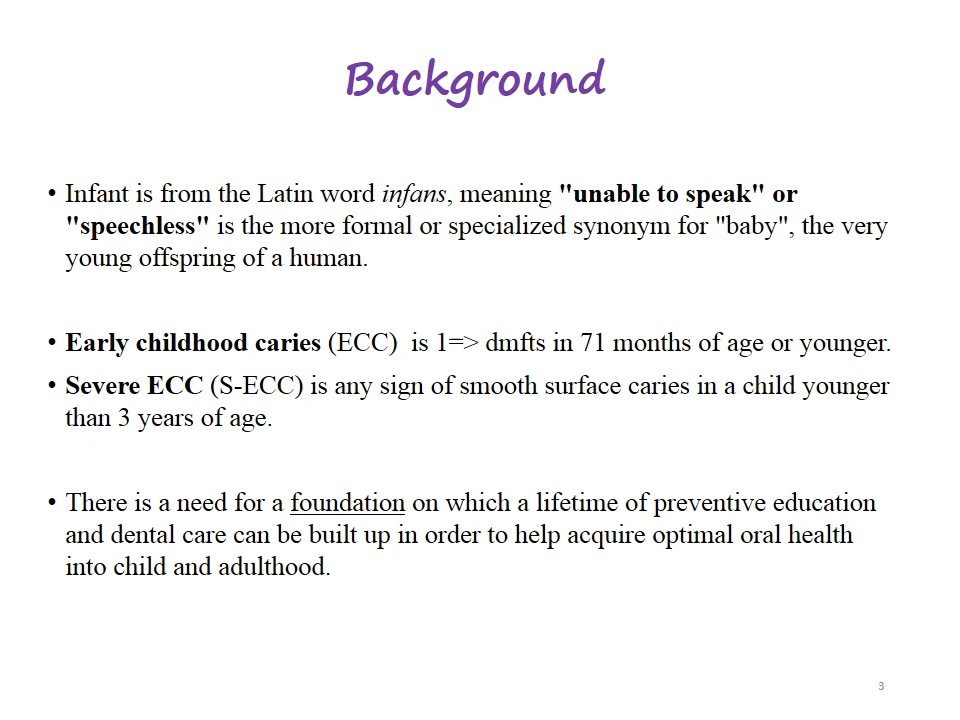 Background
• Infant is from the Latin word infans, meaning "unable to speak" or
"speechless" is the more formal or specialized synonym for "baby", the very
young offspring of a human.
• Early childhood caries (ECC)  is 1=> dmfts in 71 months of age or younger.
• Severe ECC (S-ECC) is any sign of smooth surface caries in a child younger
than 3 years of age.
• There is a need for a foundation on which a lifetime of preventive education
and dental care can be built up in order to help acquire optimal oral health
into child and adulthood.
3